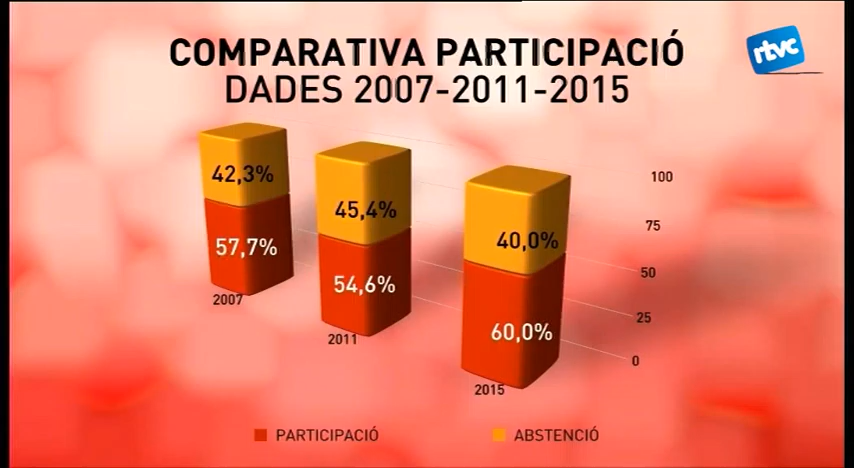 COMPARATIVA PARTICIPACIÓ
DADES 2007-2011-2015
rtvc
42,3%
57,7%
2007
45,4%
54,6%
2011
40,0%
60,0%
2015
100
75
50
25
0
PARTICIPACIÓ
ABSTENCIÓ